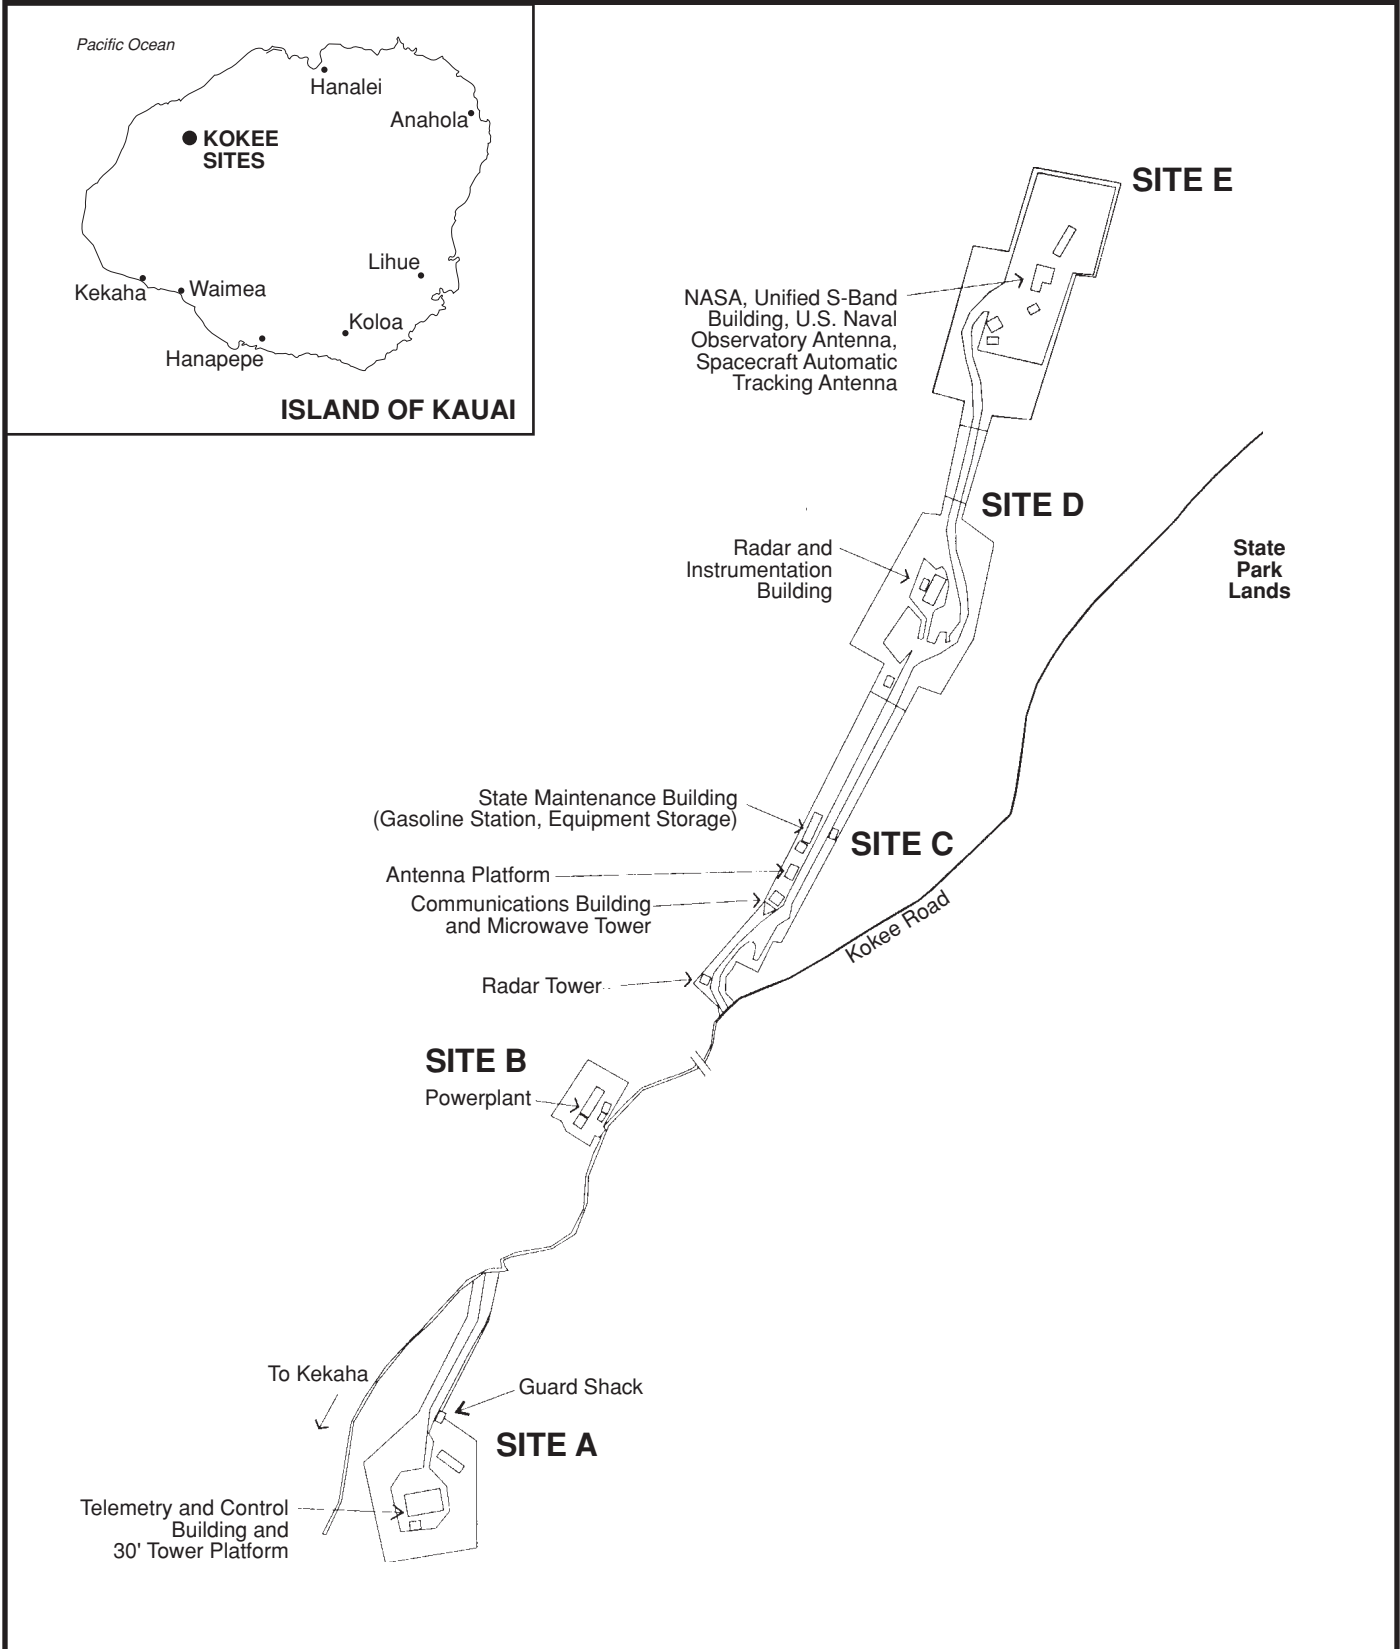 Pacific Ocean
Hanalei
Anahola
KOKEE
SITES
Lihue
Kekaha
Waimea
Koloa
Hanapepe
ISLAND OF KAUAI
SITE E
NASA, Unified S-Band
Building, U.S. Naval
Observatory Antenna,
Spacecraft Automatic
Tracking Antenna
SITE D
Radar and
Instrumentation
Building
State
Park
Lands
State Maintenance Building
(Gasoline Station, Equipment Storage)
SITE C
Antenna Platform
Communications Building
and Microwave Tower
Kokee Road
Radar Tower
SITE B
Powerplant
To Kekaha
Guard Shack
SITE A
Telemetry and Control
Building and
30' Tower Platform